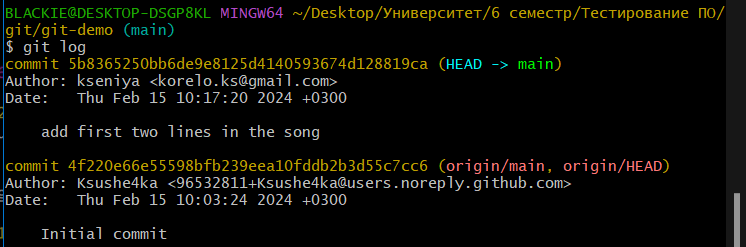 BLACKIE@DESKTOP-DSGP8KL MINGW64 ~/Desktop/Университет/6 семестр/Тестирование ПО/
git/git-demo (main)
$ git log
commit 5b8365250bb6de9e8125d4140593674d128819ca (HEAD -> main)
Author: kseniya <korelo.ks@gmail.com>
Date:   Thu Feb 15 10:17:20 2024 +0300
    add first two lines in the song
commit 4f220e66e55598bfb239eea10fddb2b3d55c7cc6 (origin/main, origin/HEAD)
Author: Ksushe4ka <96532811+Ksushe4ka@users.noreply.github.com>
Date:   Thu Feb 15 10:03:24 2024 +0300
    Initial commit